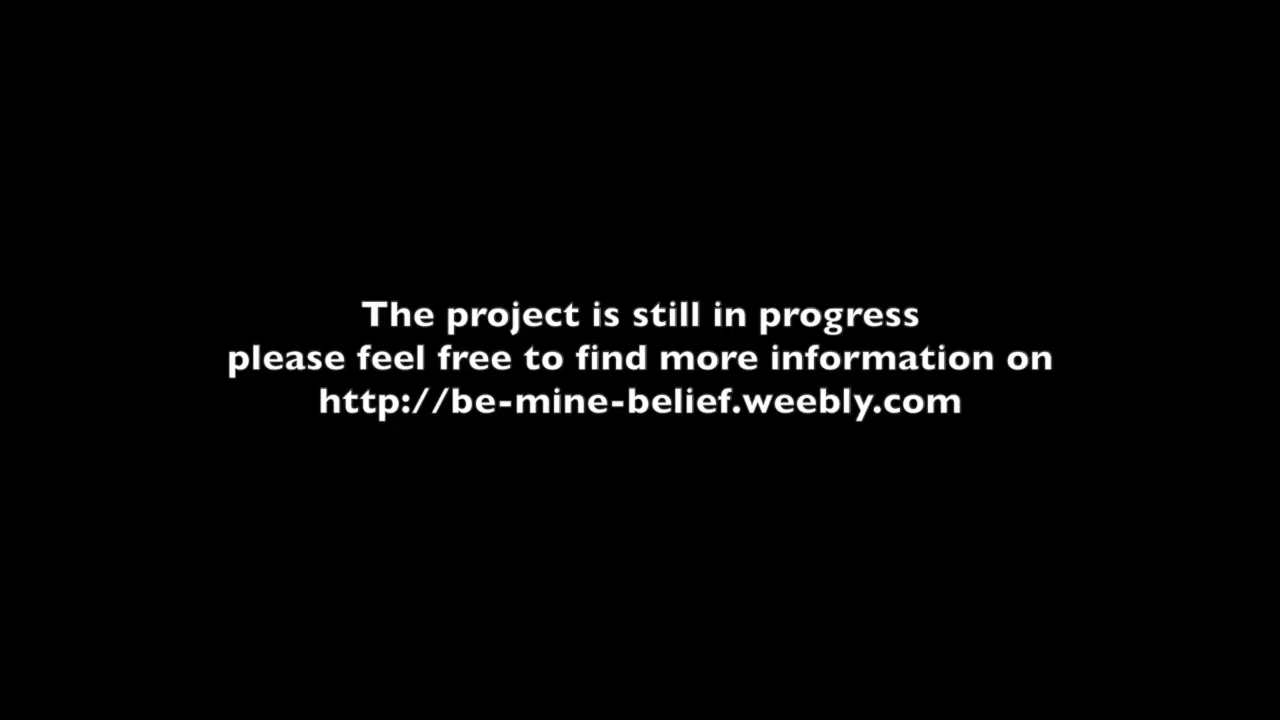 The project is still in progress
please feel free to find more information on
http://be-mine-belief.weebly.com